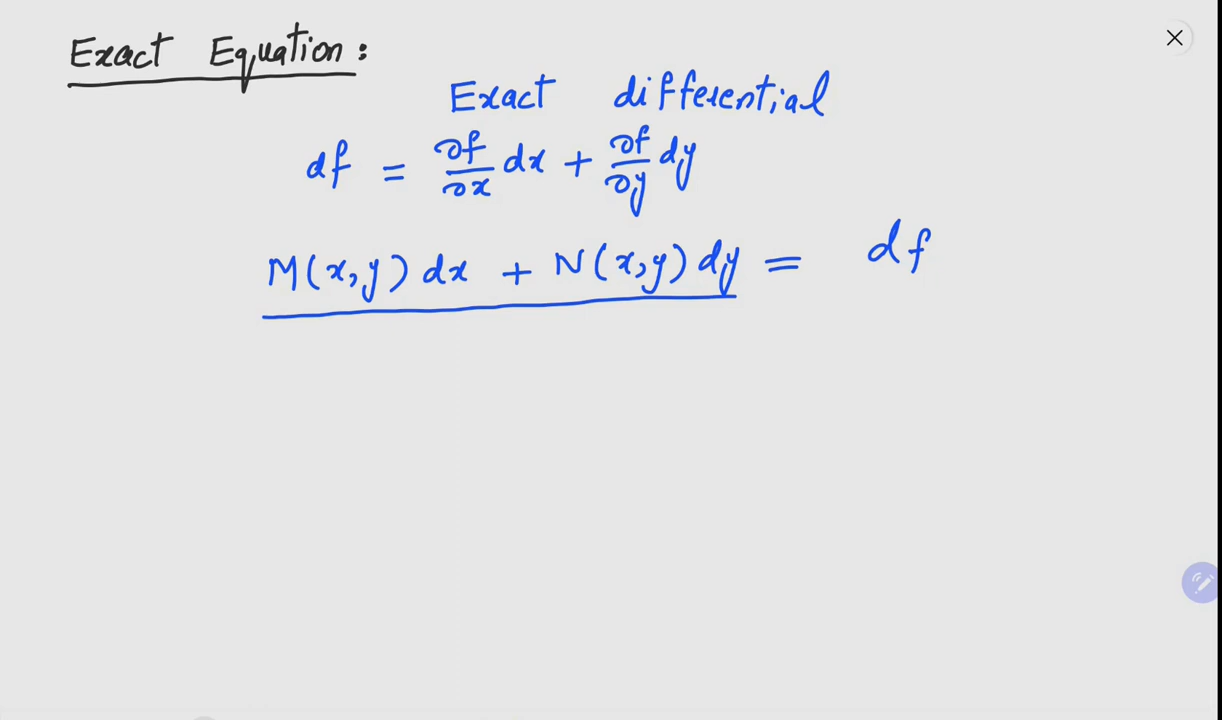 Exact Equation:
Exact differential
df = ∂f/∂x dx + ∂f/∂y dy
M(x,y) dx + N(x,y) dy = df